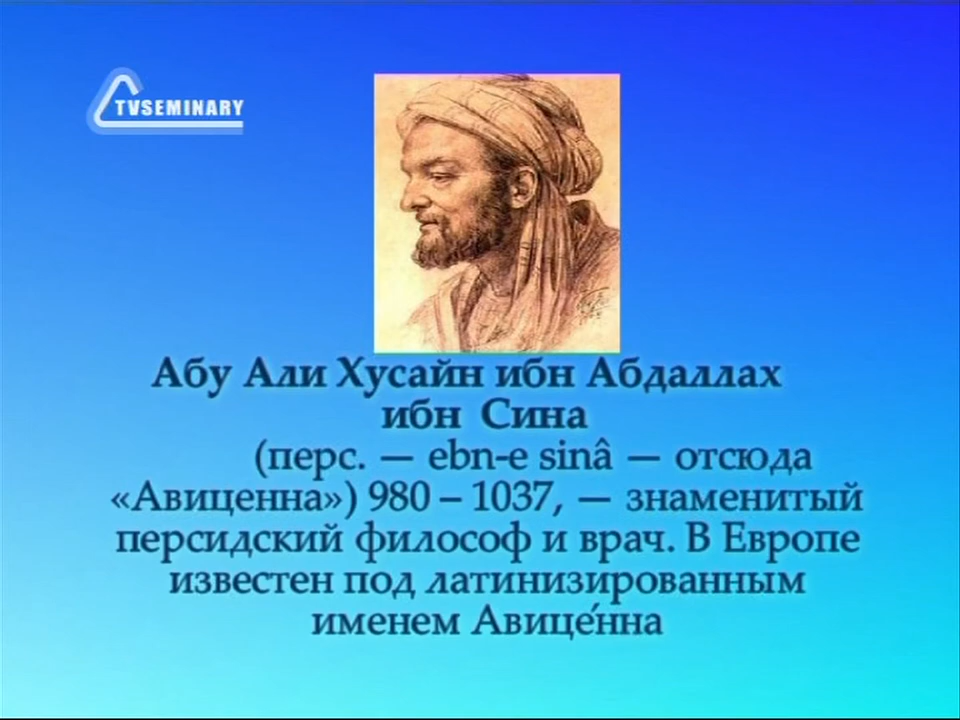 TVSEMINARY
Абу Али Хусайн ибн Абдаллах
ибн Сина
(перс. — ebn-e sinâ — отсюда
«Авиценна») 980 – 1037, — знаменитый
персидский философ и врач. В Европе
известен под латинизированным
именем Авице́нна